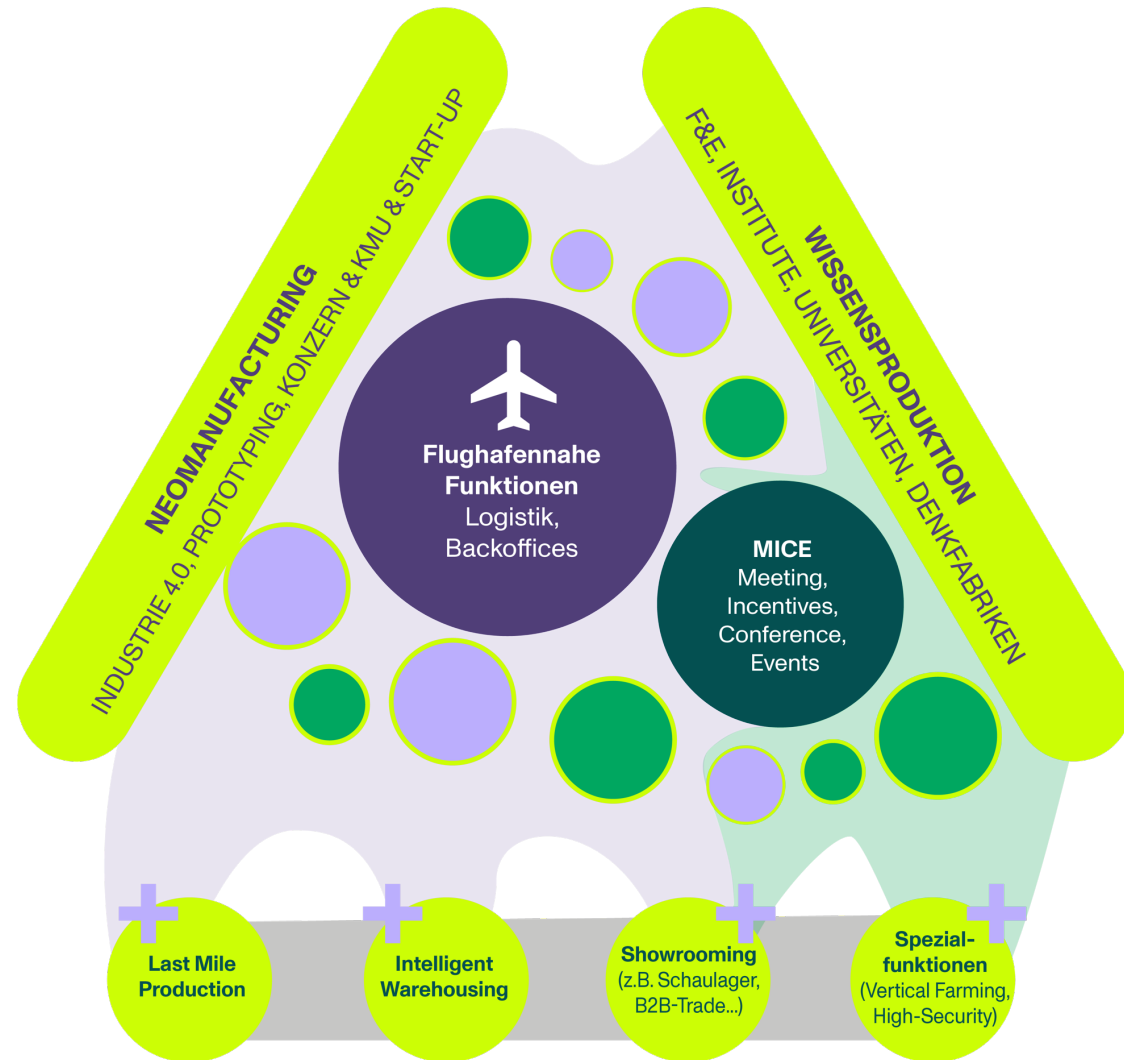 NEOMANUFACTURING
INDUSTRIE 4.0, PROTOTYPING, KONZERN & KMU & START-UP
WISSENSPRODUKTION
F&E, INSTITUTE, UNIVERSITÄTEN, DENKFABRIKEN
Flughafennahe
Funktionen
Logistik,
Backoffices
MICE
Meeting,
Incentives,
Conference,
Events
Last Mile
Production
Intelligent
Warehousing
Showrooming
(z.B. Schaulager,
B2B-Trade...)
Spezial-
funktionen
(Vertical Farming,
High-Security)